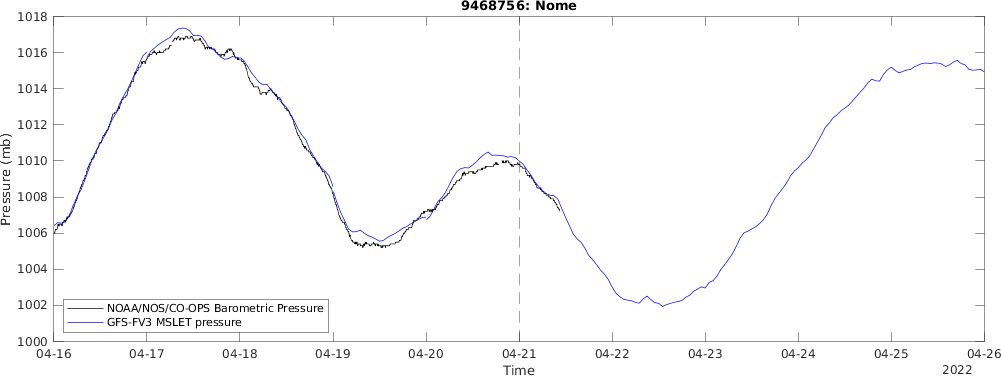 9468756: Nome
Pressure (mb)
1018
1016
1014
1012
1010
1008
1006
1004
1002
1000
NOAA/NOS/CO-OPS Barometric Pressure
GFS-FV3 MSLET pressure
04-16 04-17 04-18 04-19 04-20 04-21 04-22 04-23 04-24 04-25 04-26
Time
2022